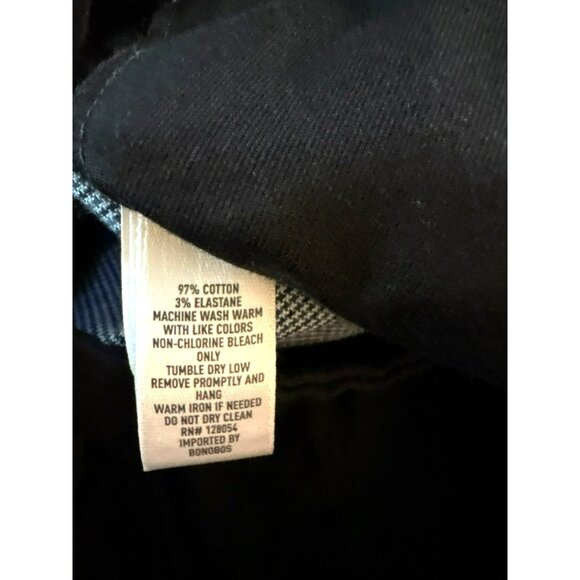 97% COTTON
3% ELASTANE
MACHINE WASH WARM
WITH LIKE COLORS
NON-CHLORINE BLEACH
ONLY
TUMBLE DRY LOW
REMOVE PROMPTLY AND
HANG
WARM IRON IF NEEDED
DO NOT DRY CLEAN
RN# 128054
IMPORTED BY
BONOBOS